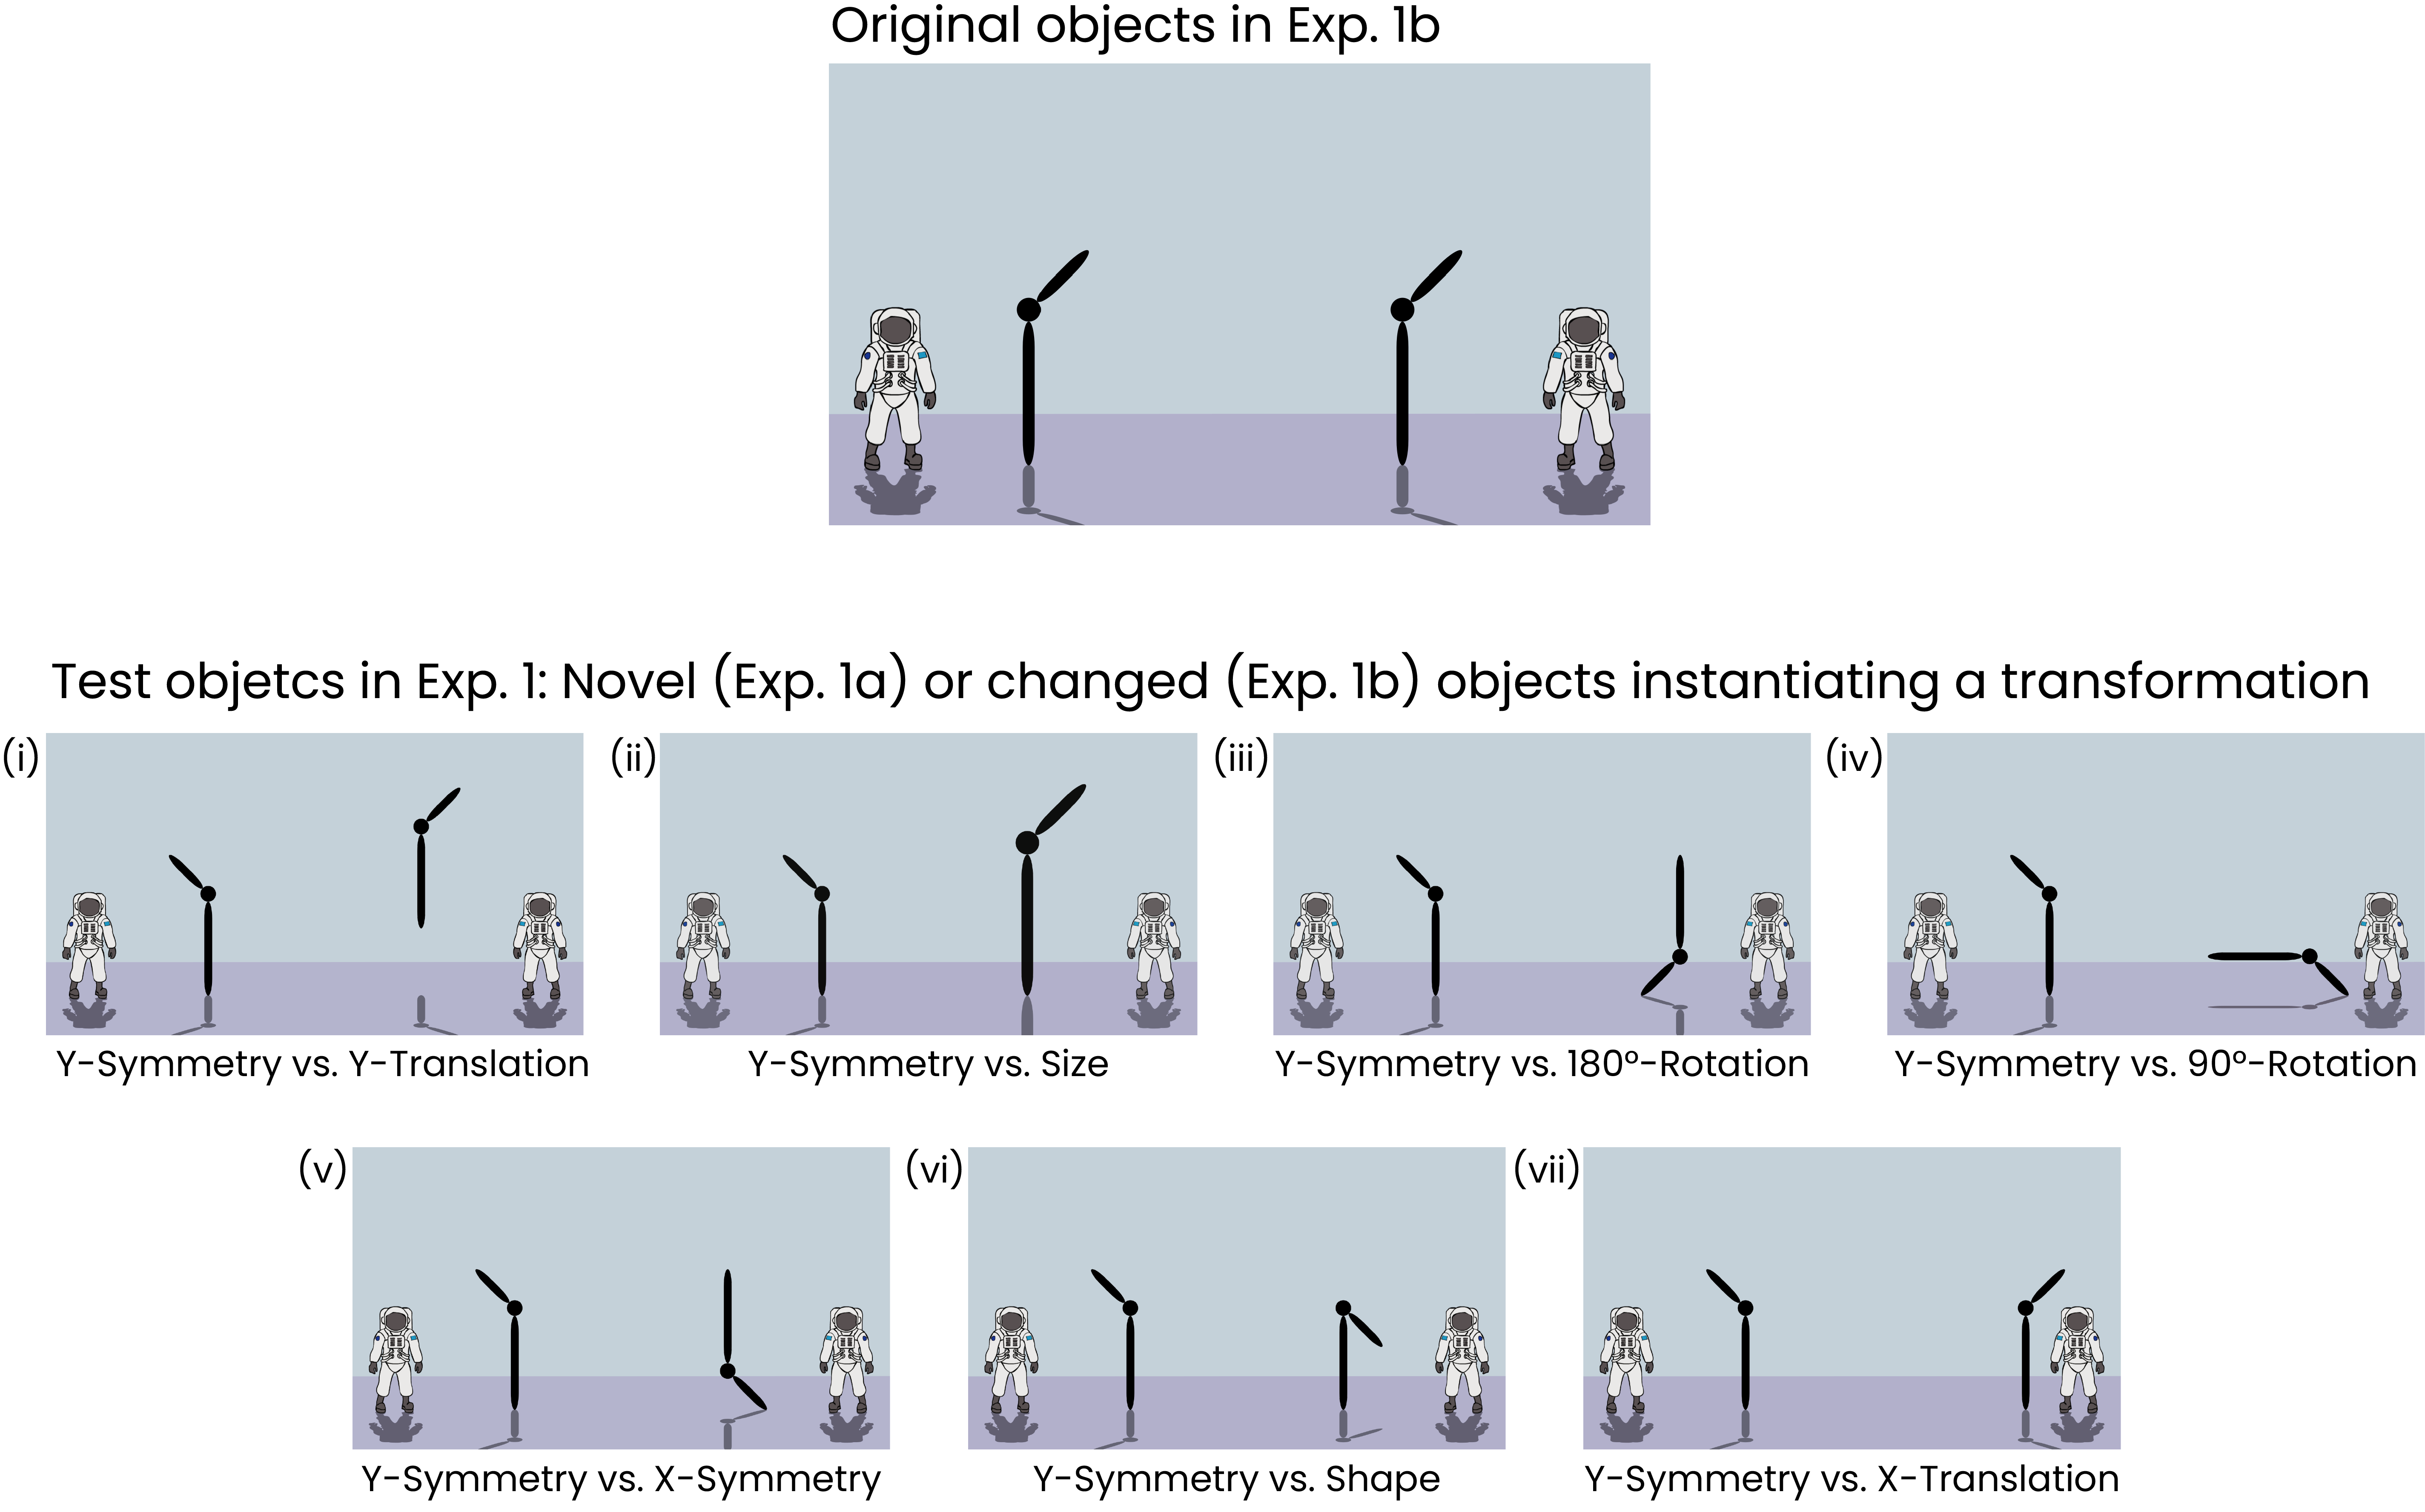 Original objects in Exp. 1b
Test objetcs in Exp. 1: Novel (Exp. 1a) or changed (Exp. 1b) objects instantiating a transformation
(i)
(ii)
(iii)
(iv)
Y-Symmetry vs. Y-Translation
Y-Symmetry vs. Size
Y-Symmetry vs. 180º-Rotation
Y-Symmetry vs. 90º-Rotation
(v)
(vi)
(vii)
Y-Symmetry vs. X-Symmetry
Y-Symmetry vs. Shape
Y-Symmetry vs. X-Translation